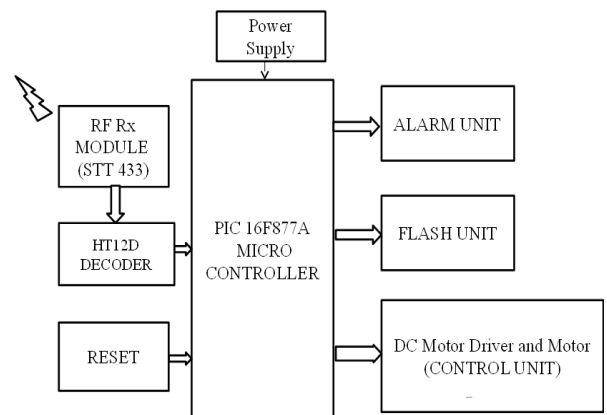 Power
Supply
RF Rx
MODULE
(STT 433)
HT12D
DECODER
RESET
PIC 16F877A
MICRO
CONTROLLER
ALARM UNIT
FLASH UNIT
DC Motor Driver and Motor
(CONTROL UNIT)